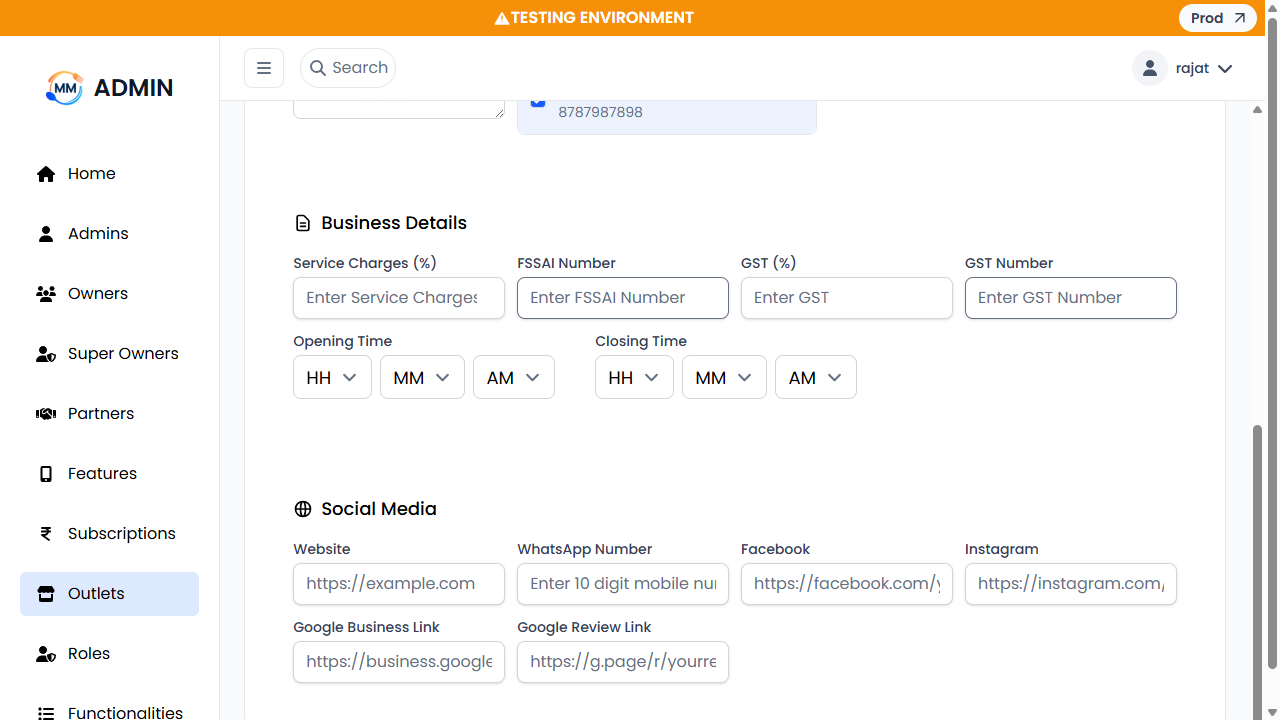 TESTING ENVIRONMENT
Prod
MM ADMIN
Search
rajat
8787987898
Home
Admins
Owners
Super Owners
Partners
Features
Subscriptions
Outlets
Roles
Functionalities
Business Details
Service Charges (%) FSSAI Number GST (%) GST Number
Enter Service Charges Enter FSSAI Number Enter GST Enter GST Number
Opening Time Closing Time
HH MM AM HH MM AM
Social Media
Website WhatsApp Number Facebook Instagram
https://example.com Enter 10 digit mobile nu https://facebook.com/y https://instagram.com/
Google Business Link Google Review Link
https://business.google https://g.page/r/yourre